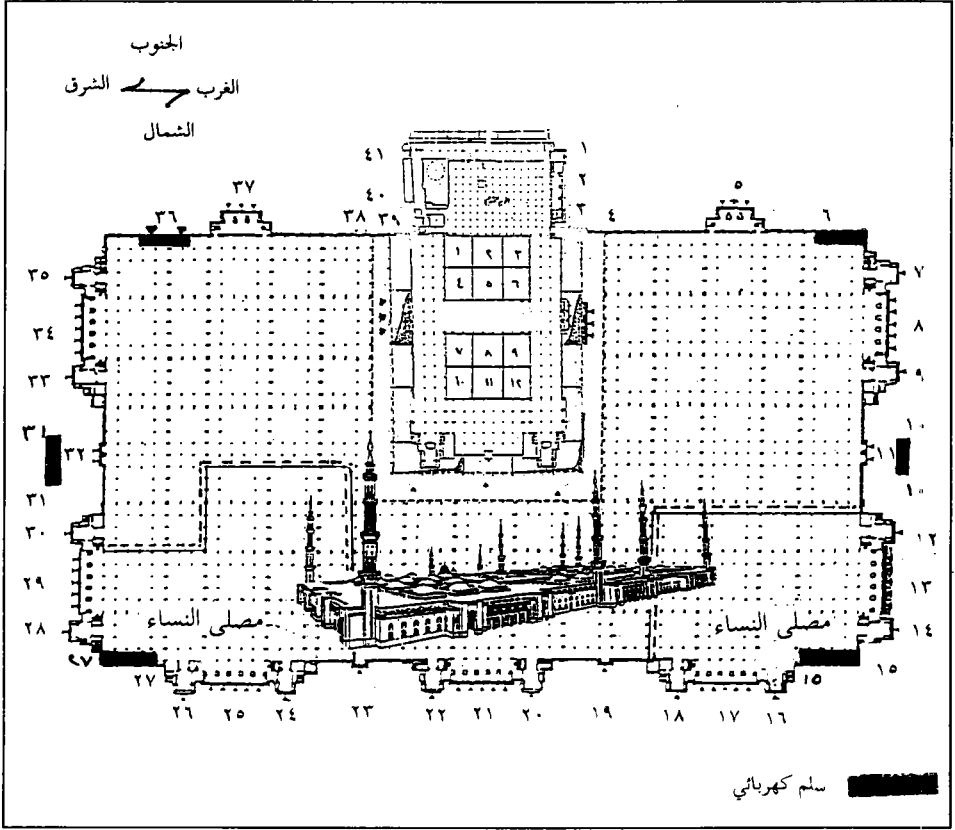 الجنوب
الغرب الشرق
الشمال
٤١ ١
٤٠ ٢
٣٧ ٣٨ ٣٩ ٣ ٤ ٥ ٦
٣٦
١ ٢ ٣
٣٥ ٧
٤ ٥ ٦
٣٤ ٨
٧ ٨ ٩
٣٣ ٩
١٠ ١١ ١٢
٣١ ١٠
٣٢ ١١
٣١ ١٠
٣٠ ١٢
٢٩ ١٣
مصلى النساء مصلى النساء
٢٨ ١٤
٢٧ ١٥
٢٧ ١٥
٢٦ ٢٥ ٢٤ ٢٣ ٢٢ ٢١ ٢٠ ١٩ ١٨ ١٧ ١٦
سلم كهربائي